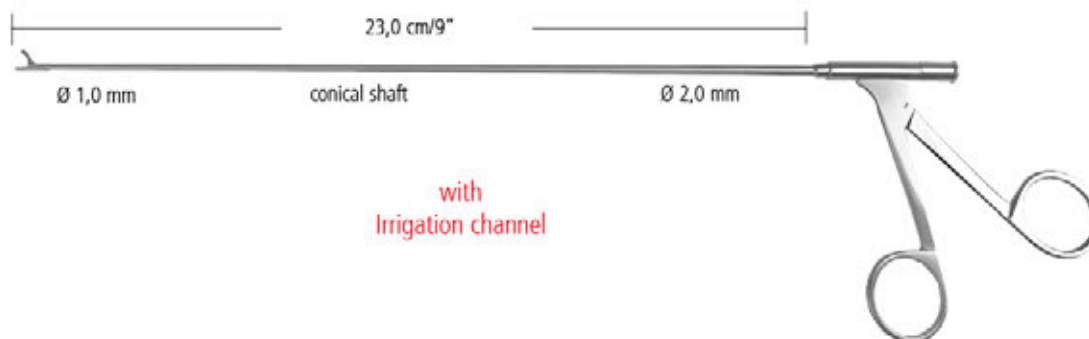 23,0 cm/9"
Ø 1,0 mm
conical shaft
Ø 2,0 mm
with
Irrigation channel